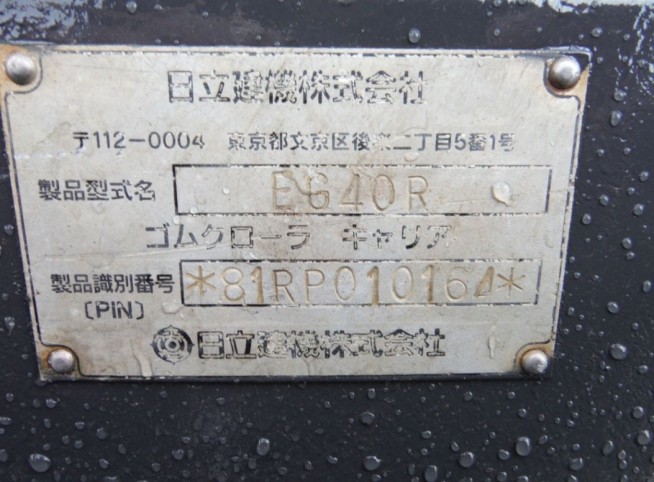 日立建機株式会社
〒112-0004 東京都文京区後楽二丁目5番1号
製品型式名 EG40R
ゴムクローラ キャリア
製品識別番号 *81RP010164*
(PIN)
日立建機株式会社